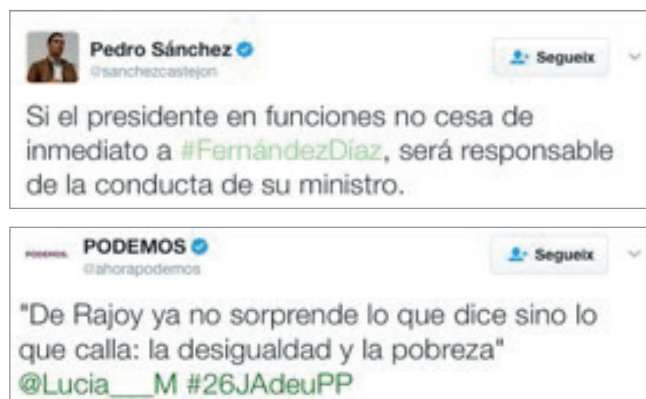 Pedro Sánchez
@sanchezcastejon
Segueix
Si el presidente en funciones no cesa de
inmediato a #FernándezDíaz, será responsable
de la conducta de su ministro.
PODEMOS.
PODEMOS
@ahorapodemos
Segueix
"De Rajoy ya no sorprende lo que dice sino lo
que calla: la desigualdad y la pobreza"
@Lucia___M #26JAdeuPP